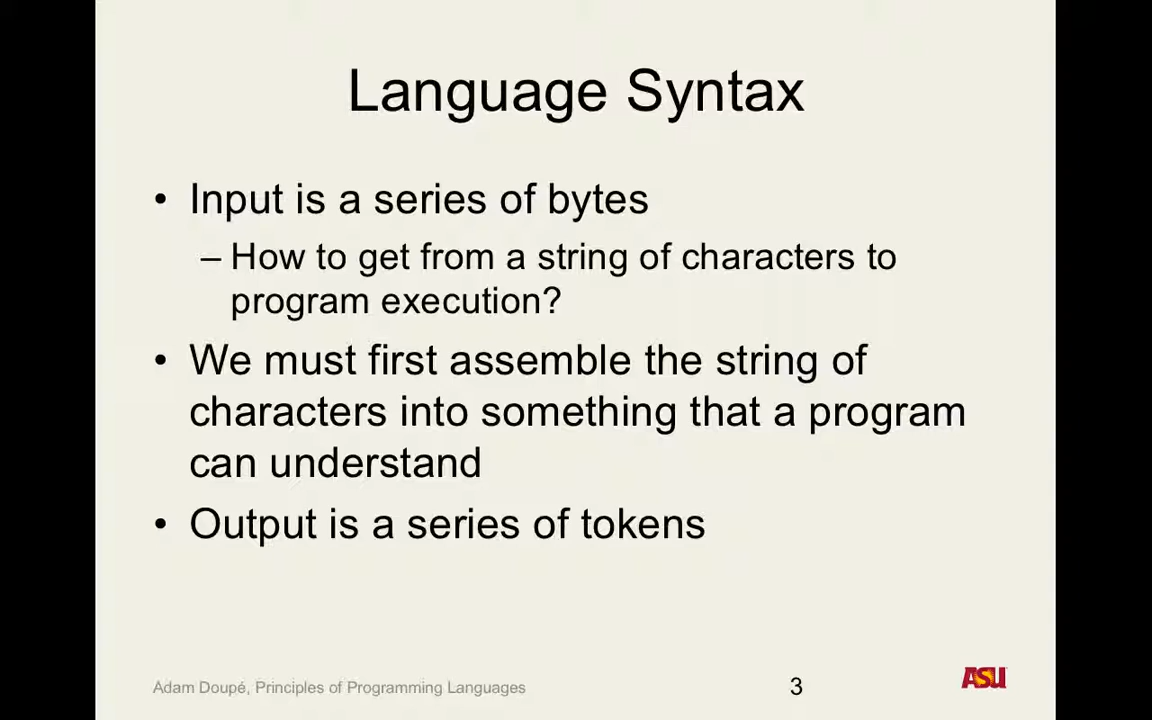 Language Syntax
• Input is a series of bytes
– How to get from a string of characters to
program execution?
• We must first assemble the string of
characters into something that a program
can understand
• Output is a series of tokens
Adam Doupé, Principles of Programming Languages
3
ASU